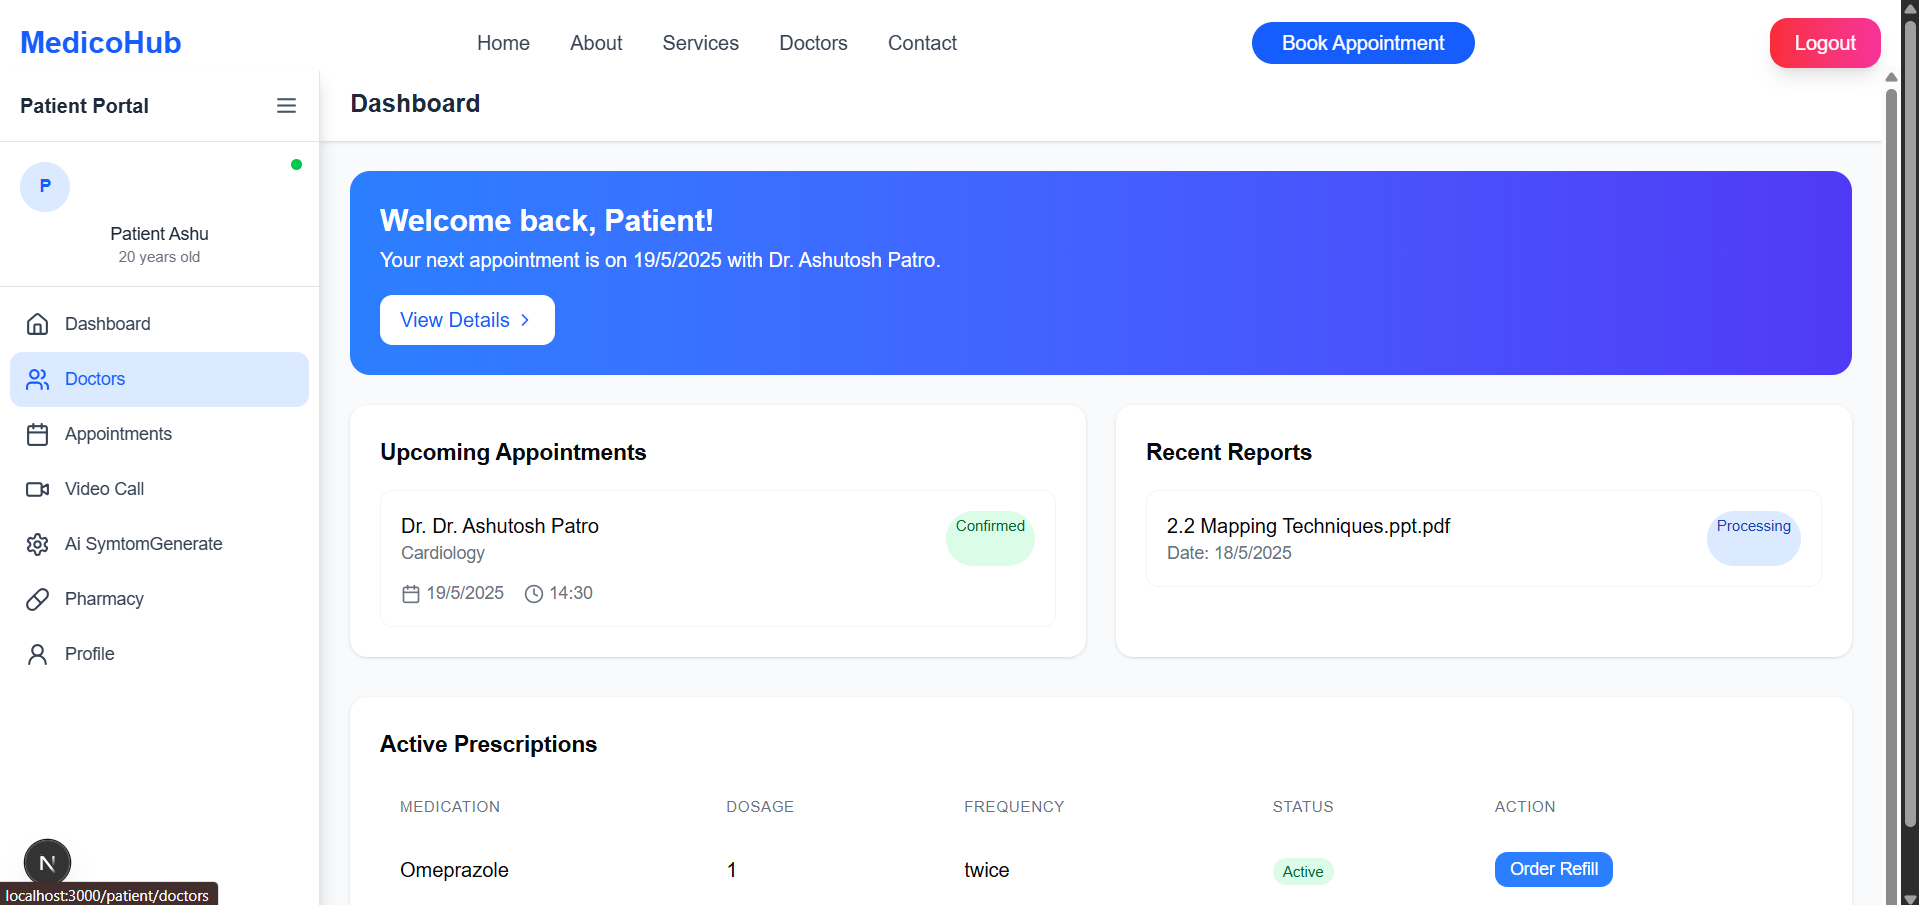 MedicoHub
Home About Services Doctors Contact
Book Appointment
Logout
Patient Portal
P
Patient Ashu
20 years old
Dashboard
Doctors
Appointments
Video Call
Ai SymtomGenerate
Pharmacy
Profile
N
localhost:3000/patient/doctors
Dashboard
Welcome back, Patient!
Your next appointment is on 19/5/2025 with Dr. Ashutosh Patro.
View Details
Upcoming Appointments
Dr. Dr. Ashutosh Patro
Confirmed
Cardiology
19/5/2025 14:30
Recent Reports
2.2 Mapping Techniques.ppt.pdf
Processing
Date: 18/5/2025
Active Prescriptions
MEDICATION DOSAGE FREQUENCY STATUS ACTION
Omeprazole 1 twice Active Order Refill